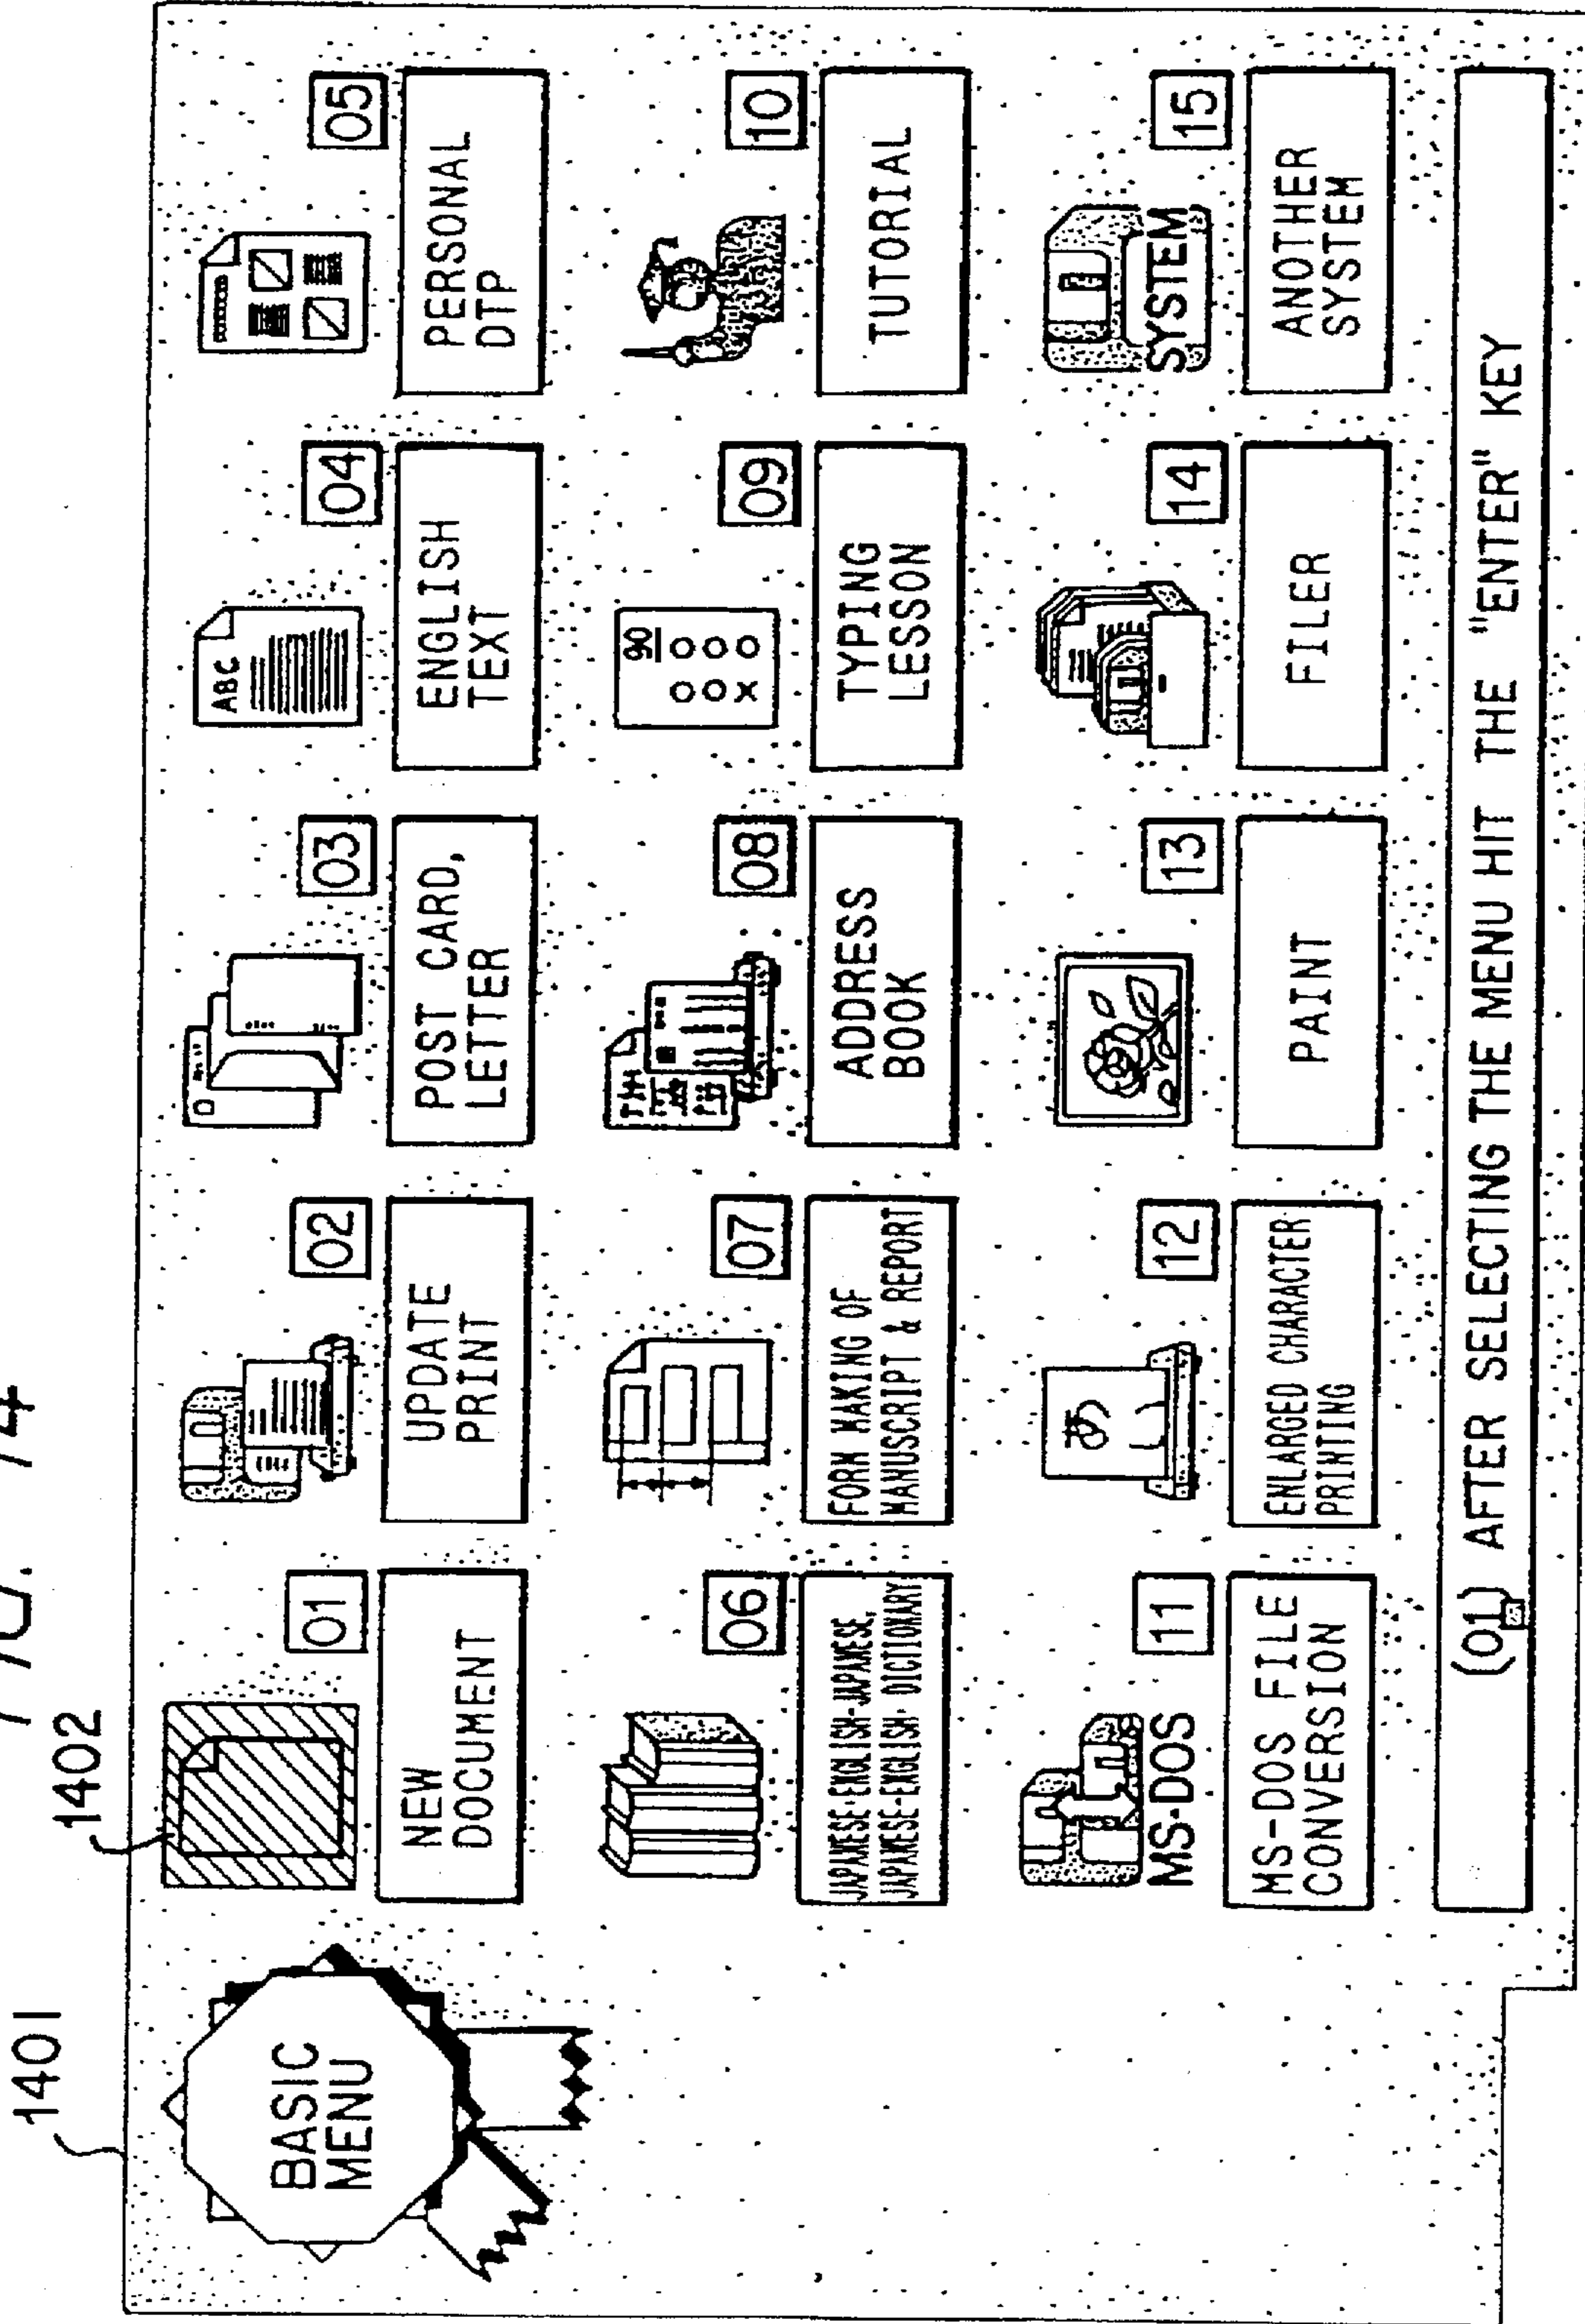 FIG. 14
1401
1402
BASIC
MENU
01
NEW
DOCUMENT
02
UPDATE
PRINT
03
POST CARD,
LETTER
ABC
04
ENGLISH
TEXT
05
PERSONAL
DTP
06
JAPANESE·ENGLISH-JAPANESE,
JAPANESE-ENGLISH· DICTIONARY
07
FORM MAKING OF
MANUSCRIPT & REPORT
08
ADDRESS
BOOK
90
OO
OO
XO
09
TYPING
LESSON
10
TUTORIAL
MS-DOS
11
MS-DOS FILE
CONVERSION
あ
12
ENLARGED CHARACTER
PRINTING
13
PAINT
14
FILER
SYSTEM
15
ANOTHER
SYSTEM
(01) AFTER SELECTING THE MENU HIT THE "ENTER" KEY